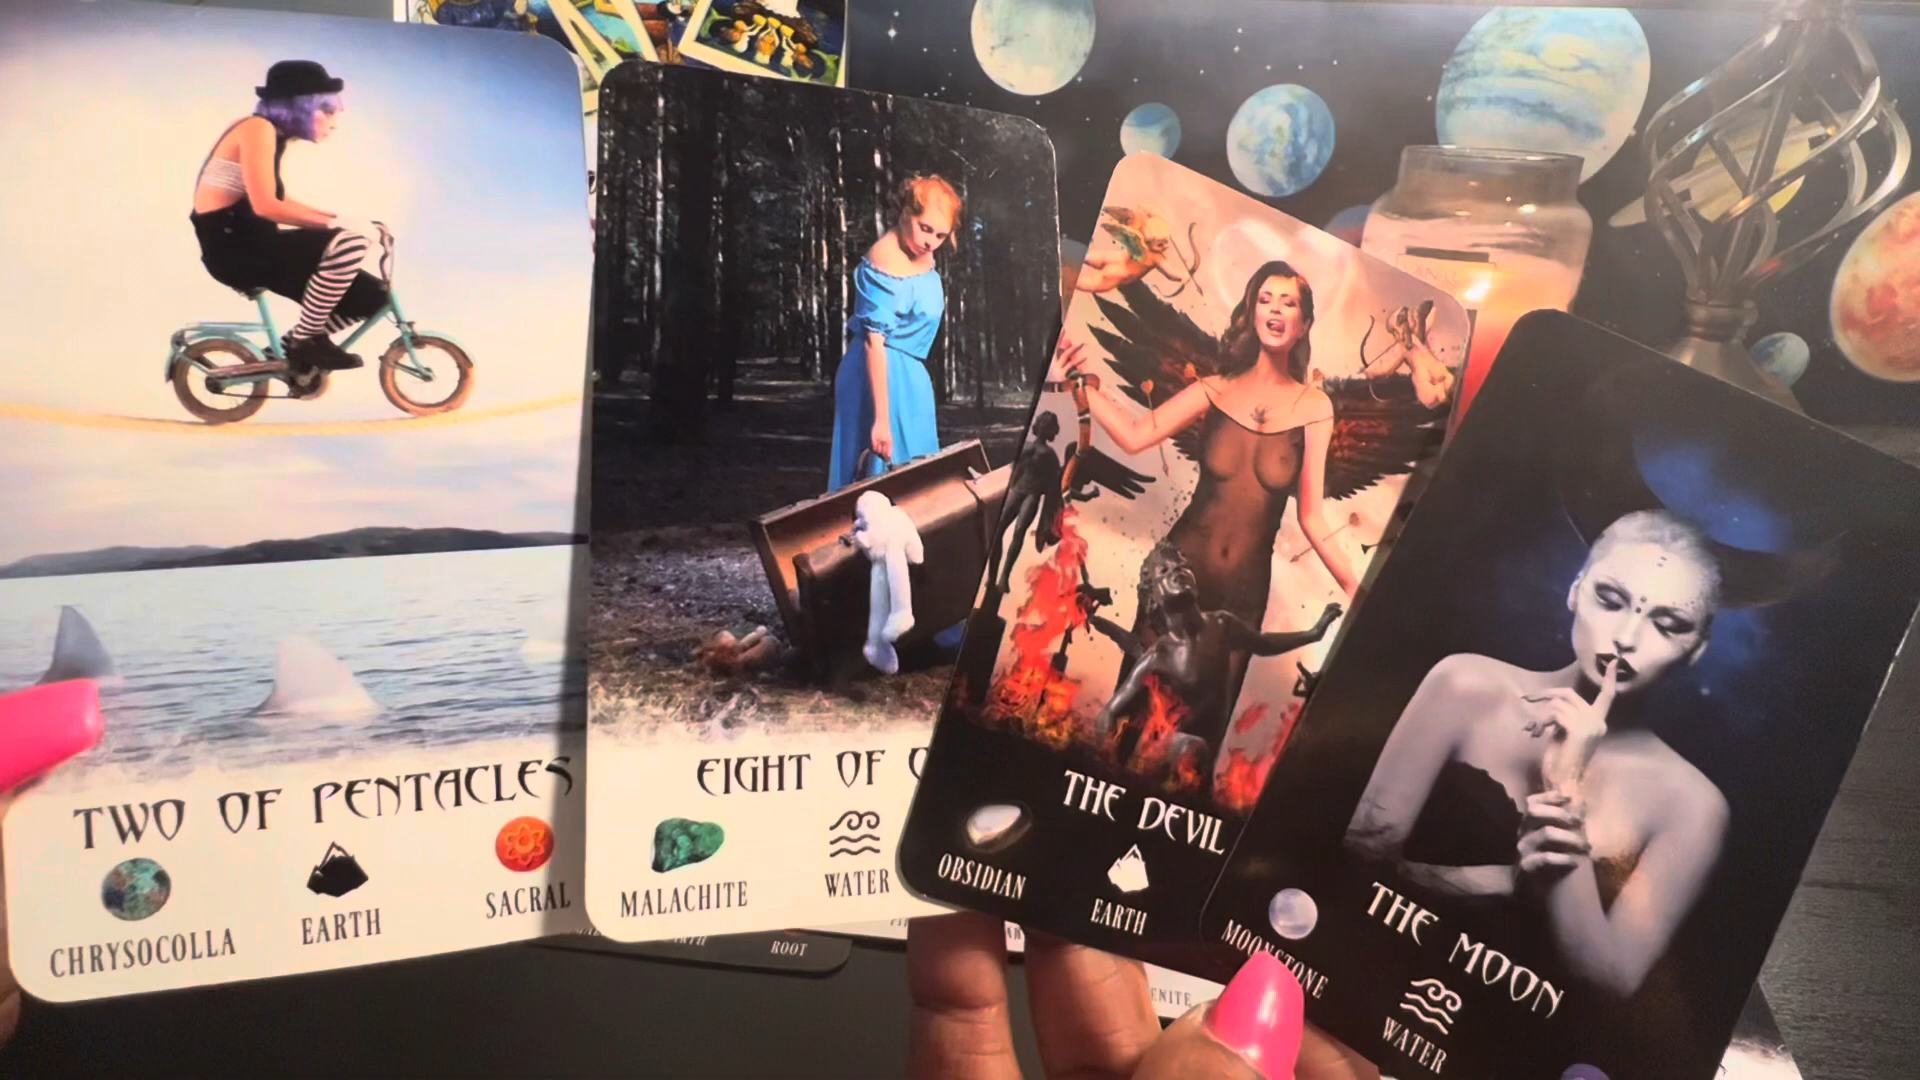 TWO OF PENTACLES
CHRYSOCOLLA
EARTH
SACRAL
EIGHT OF C
MALACHITE
WATER
THE DEVIL
OBSIDIAN
EARTH
THE MOON
MOONSTONE
WATER
ROOT